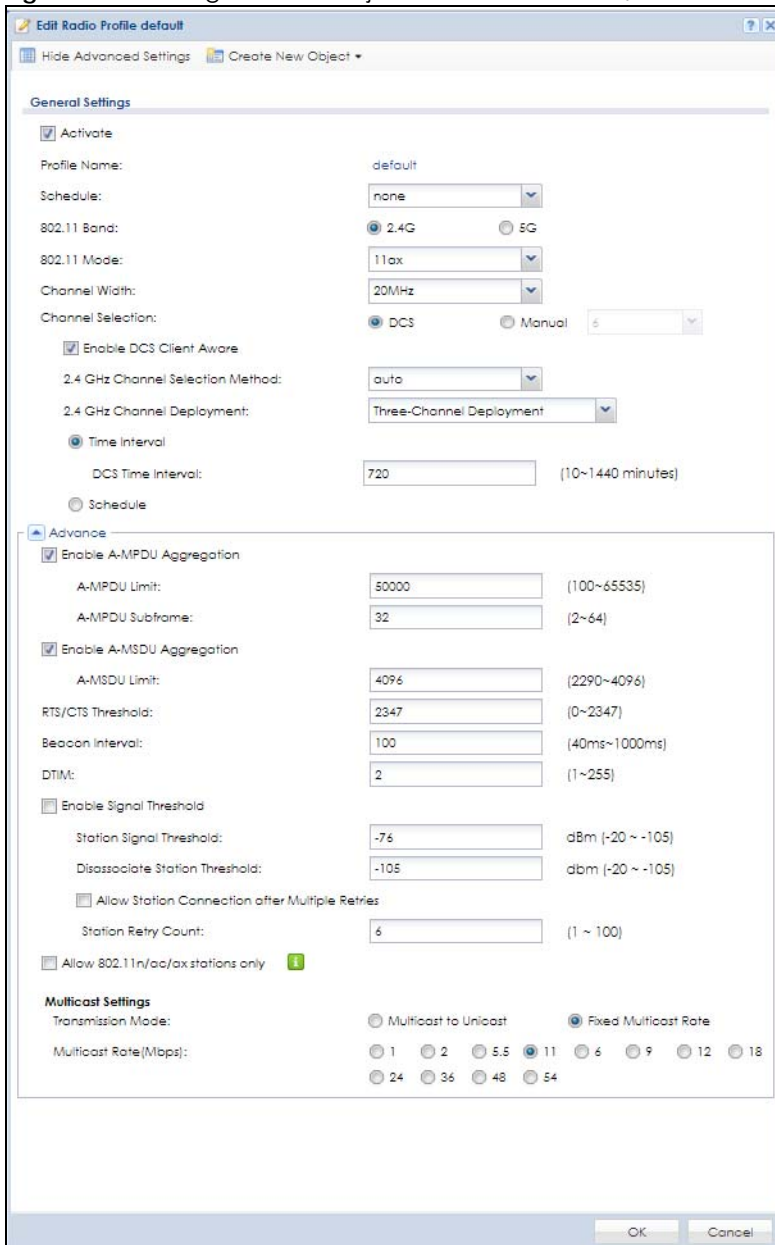 Edit Radio Profile default
Hide Advanced Settings Create New Object
General Settings
Activate
Profile Name: default
Schedule: none
802.11 Band: 2.4G 5G
802.11 Mode: 11ax
Channel Width: 20MHz
Channel Selection: DCS Manual 6
Enable DCS Client Aware
2.4 GHz Channel Selection Method: auto
2.4 GHz Channel Deployment: Three-Channel Deployment
Time Interval
DCS Time Interval: 720 (10~1440 minutes)
Schedule
Advance
Enable A-MPDU Aggregation
A-MPDU Limit: 50000 (100~65535)
A-MPDU Subframe: 32 (2~64)
Enable A-MSDU Aggregation
A-MSDU Limit: 4096 (2290~4096)
RTS/CTS Threshold: 2347 (0~2347)
Beacon Interval: 100 (40ms~1000ms)
DTIM: 2 (1~255)
Enable Signal Threshold
Station Signal Threshold: -76 dBm (-20 ~ -105)
Disassociate Station Threshold: -105 dbm (-20 ~ -105)
Allow Station Connection after Multiple Retries
Station Retry Count: 6 (1 ~ 100)
Allow 802.11n/ac/ax stations only
Multicast Settings
Transmission Mode: Multicast to Unicast Fixed Multicast Rate
Multicast Rate(Mbps): 1 2 5.5 11 6 9 12 18
24 36 48 54
OK Cancel